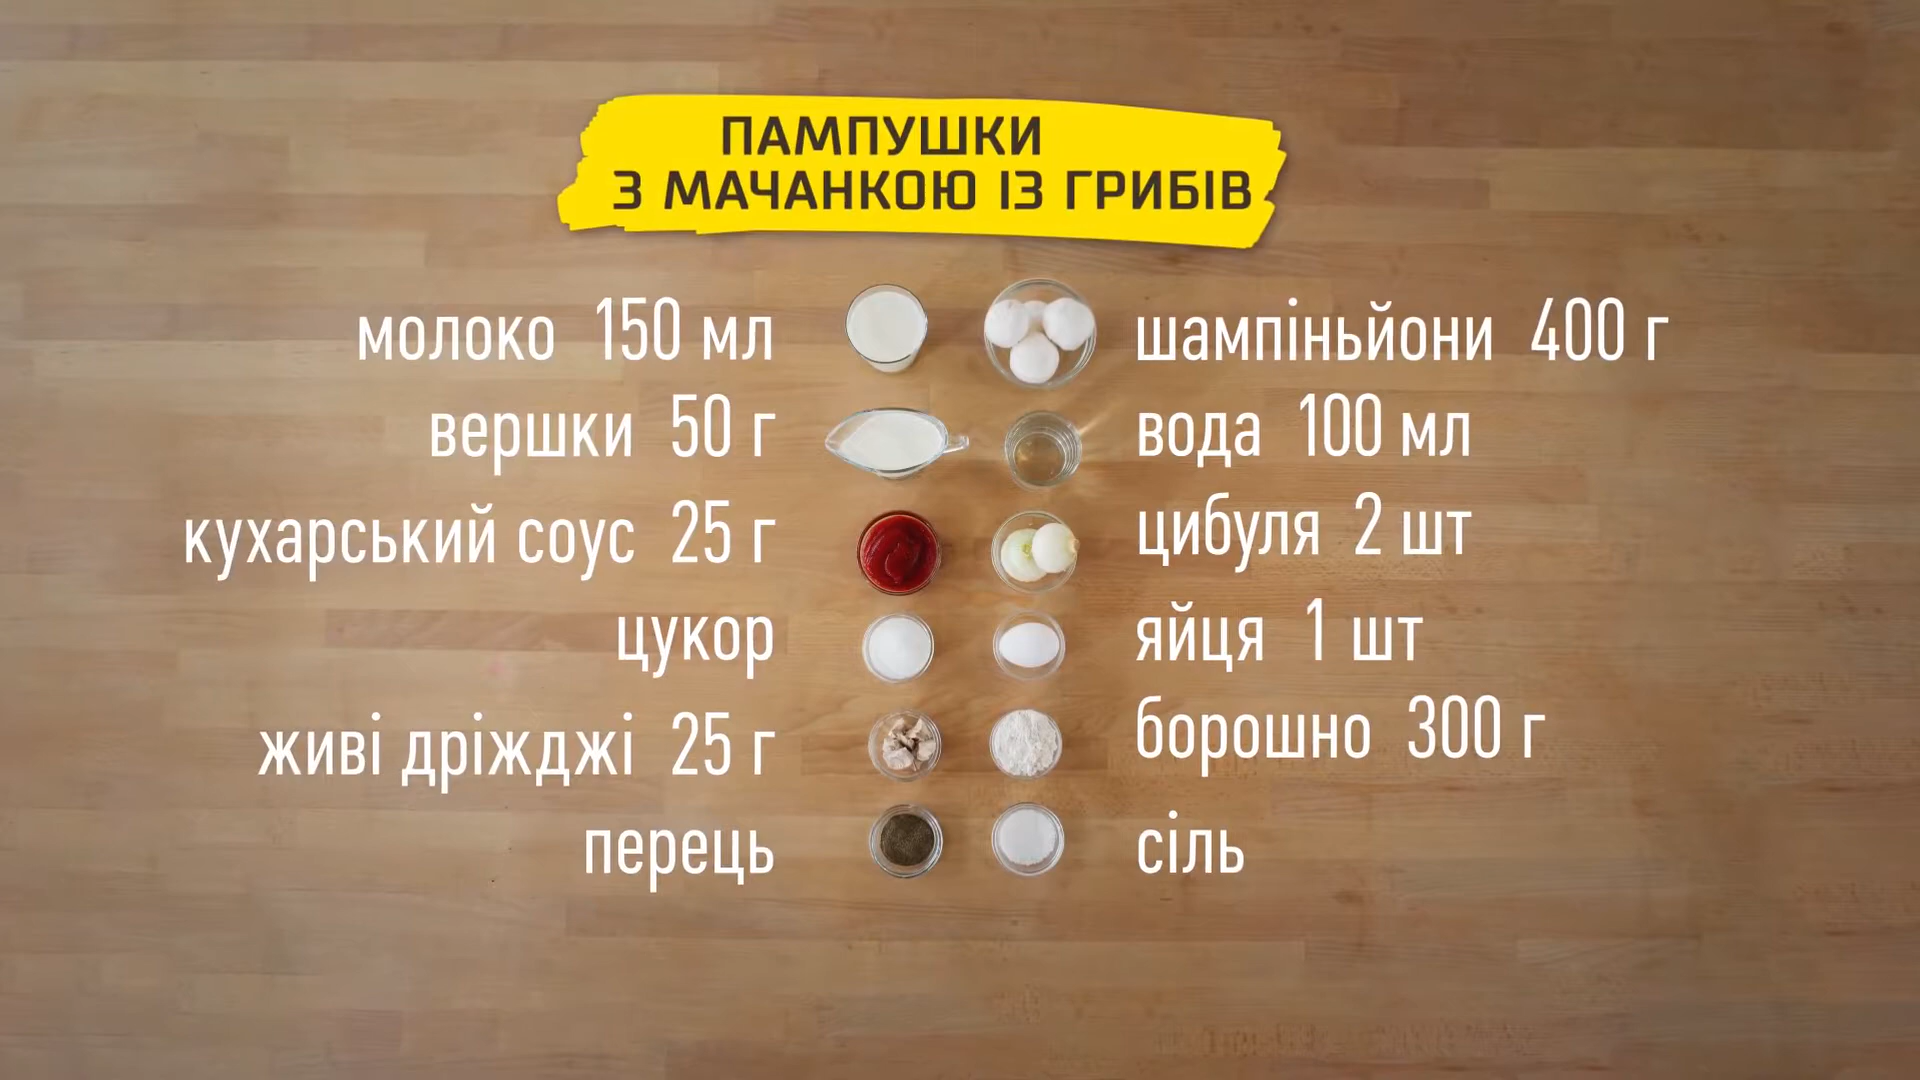 ПАМПУШКИ
З МАЧАНКОЮ ІЗ ГРИБІВ
молоко 150 мл
вершки 50 г
кухарський соус 25 г
цукор
живі дріжджі 25 г
перець
шампіньйони 400 г
вода 100 мл
цибуля 2 шт
яйця 1 шт
борошно 300 г
сіль